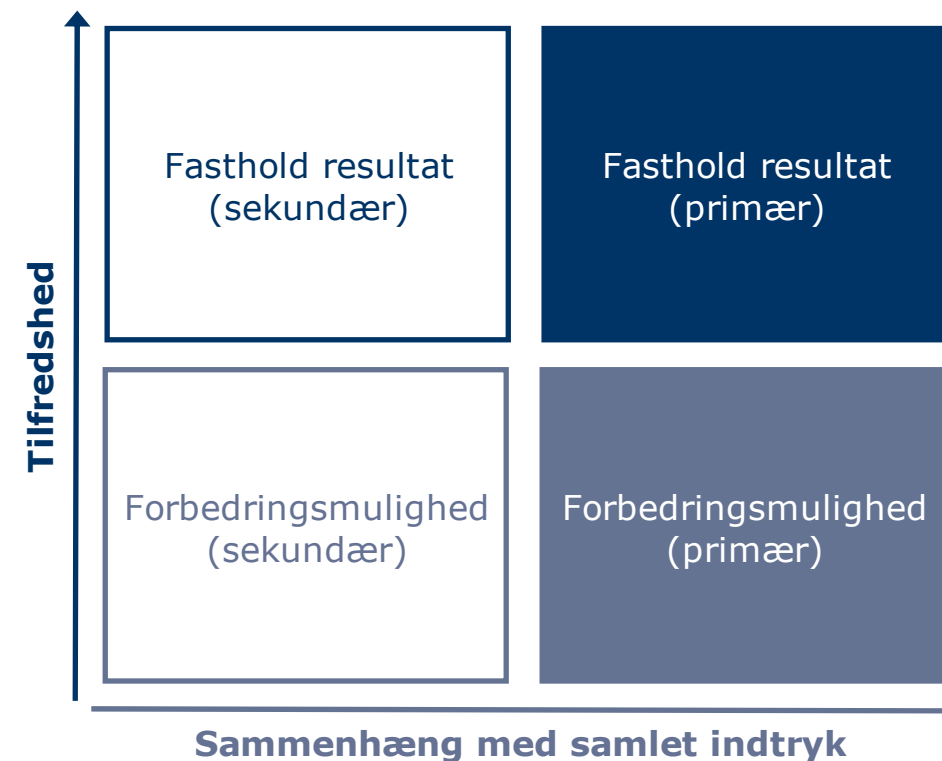 Tilfredshed
Fasthold resultat
(sekundær)
Fasthold resultat
(primær)
Forbedringsmulighed
(sekundær)
Forbedringsmulighed
(primær)
Sammenhæng med samlet indtryk